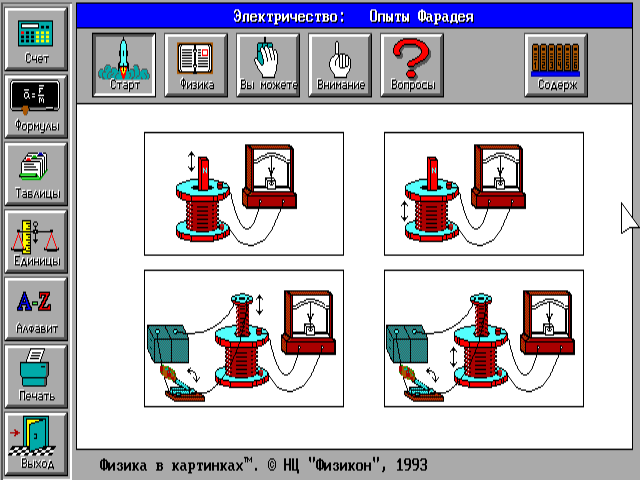 Электричество: Опыты Фарадея
Старт
Физика
Вы можете
Внимание
Вопросы
Содерж
Счет
Формулы
Таблицы
Единицы
A-Z
Алфавит
Печать
Выход
N
N
Физика в картинках™. © НЦ "Физикон", 1993